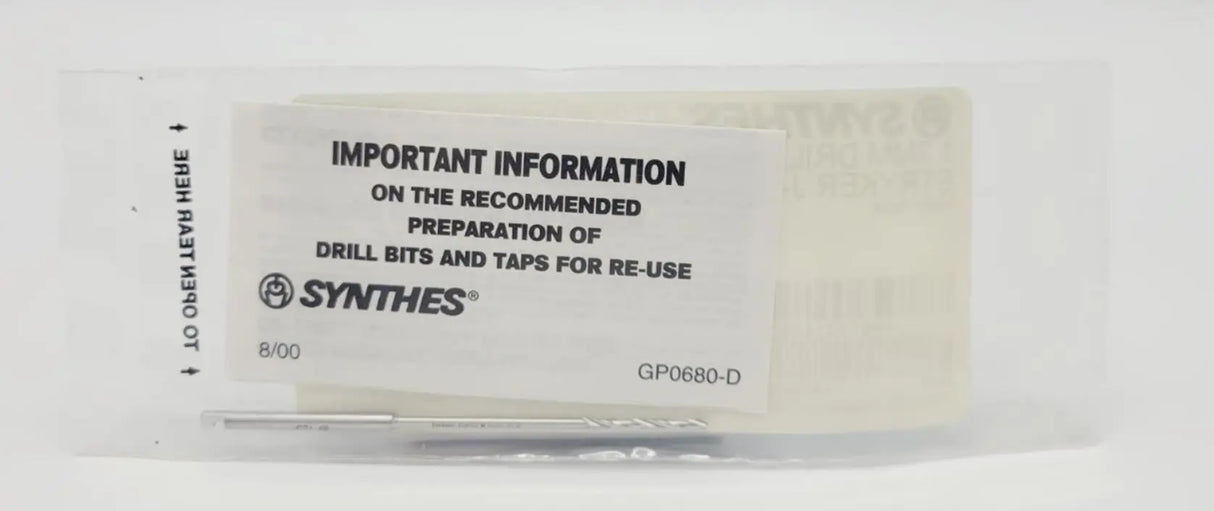 TO OPEN TEAR HERE
IMPORTANT INFORMATION
ON THE RECOMMENDED
PREPARATION OF
DRILL BITS AND TAPS FOR RE-USE
SYNTHES®
8/00
GP0680-D
SYNTHES